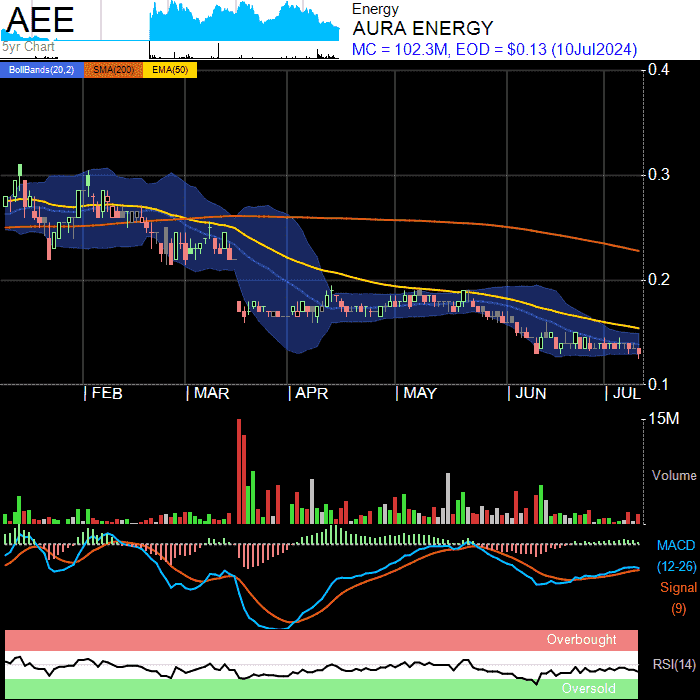 AEE
5yr Chart
Energy
AURA ENERGY
MC = 102.3M, EOD = $0.13 (10Jul2024)
BollBands(20,2) SMA(200) EMA(50)
0.4
0.3
0.2
0.1
FEB MAR APR MAY JUN JUL
15M
Volume
MACD
(12-26)
Signal
(9)
Overbought
RSI(14)
Oversold